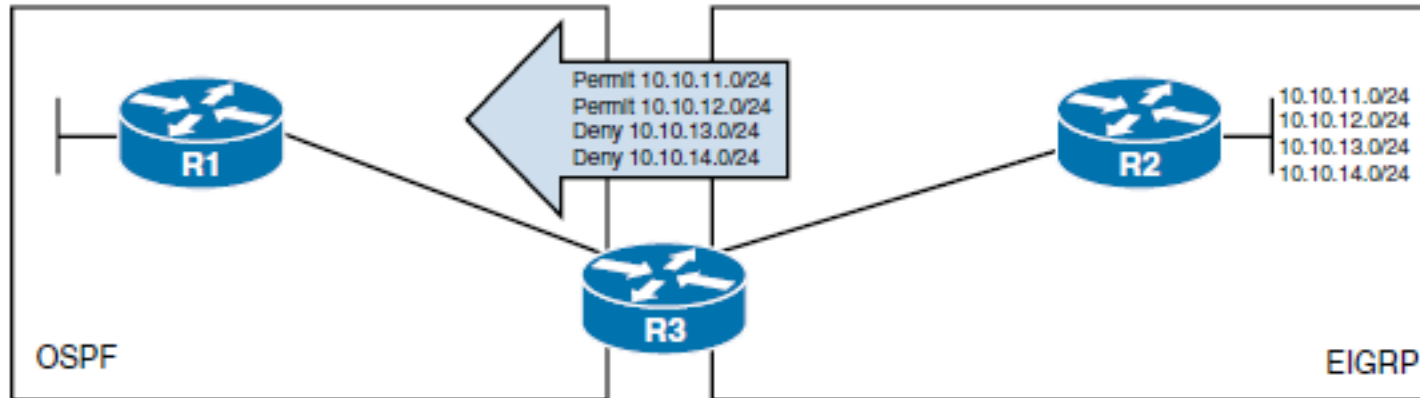 Permit 10.10.11.0/24
Permit 10.10.12.0/24
Deny 10.10.13.0/24
Deny 10.10.14.0/24
R1
R2
10.10.11.0/24
10.10.12.0/24
10.10.13.0/24
10.10.14.0/24
R3
OSPF
EIGRP